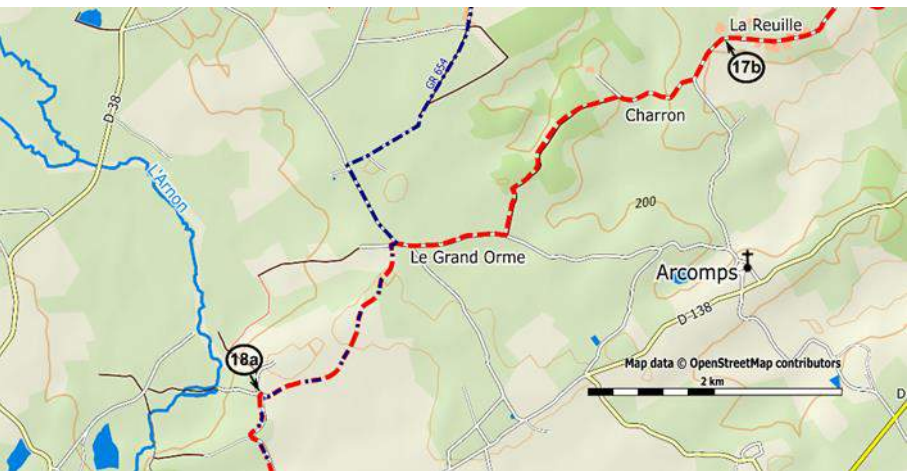 La Reuille
17b
Charron
GR 654
D-38
L'Arnon
200
Le Grand Orme
Arcomps
D-138
18a
Map data © OpenStreetMap contributors
2 km
D